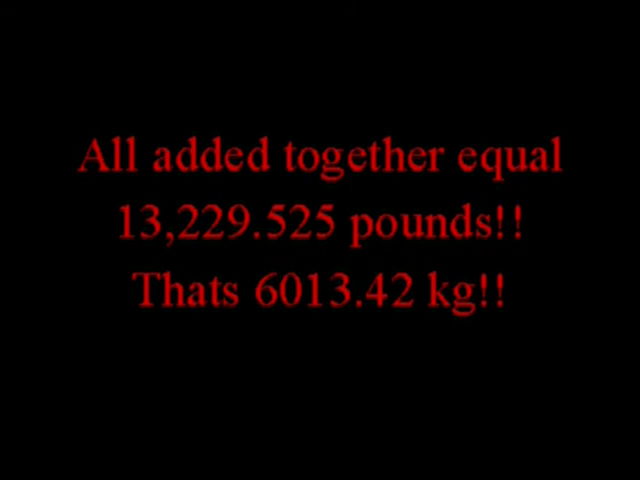 All added together equal
13,229.525 pounds!!
Thats 6013.42 kg!!